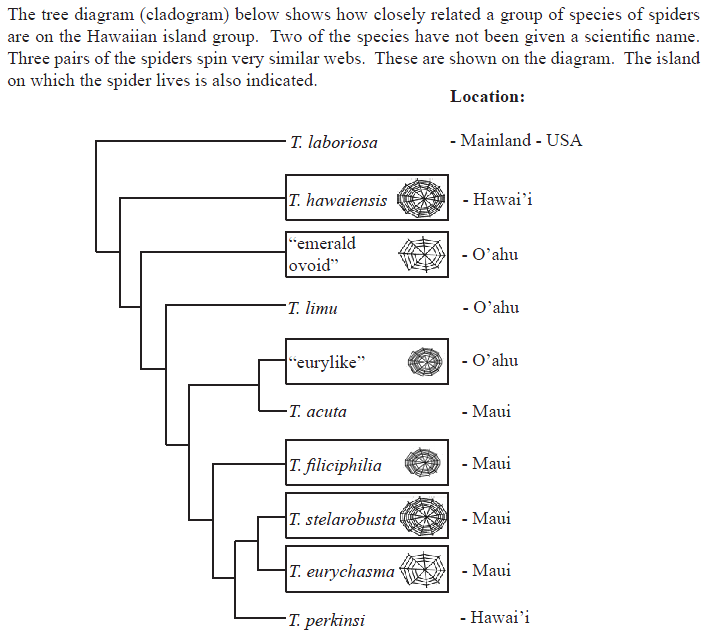 The tree diagram (cladogram) below shows how closely related a group of species of spiders
are on the Hawaiian island group.  Two of the species have not been given a scientific name.
Three pairs of the spiders spin very similar webs.  These are shown on the diagram.  The island
on which the spider lives is also indicated.
Location:
T. laboriosa - Mainland - USA
T. hawaiensis - Hawai’i
“emerald
ovoid” - O’ahu
T. limu - O’ahu
“eurylike” - O’ahu
T. acuta - Maui
T. filiciphilia - Maui
T. stelarobusta - Maui
T. eurychasma - Maui
T. perkinsi - Hawai’i